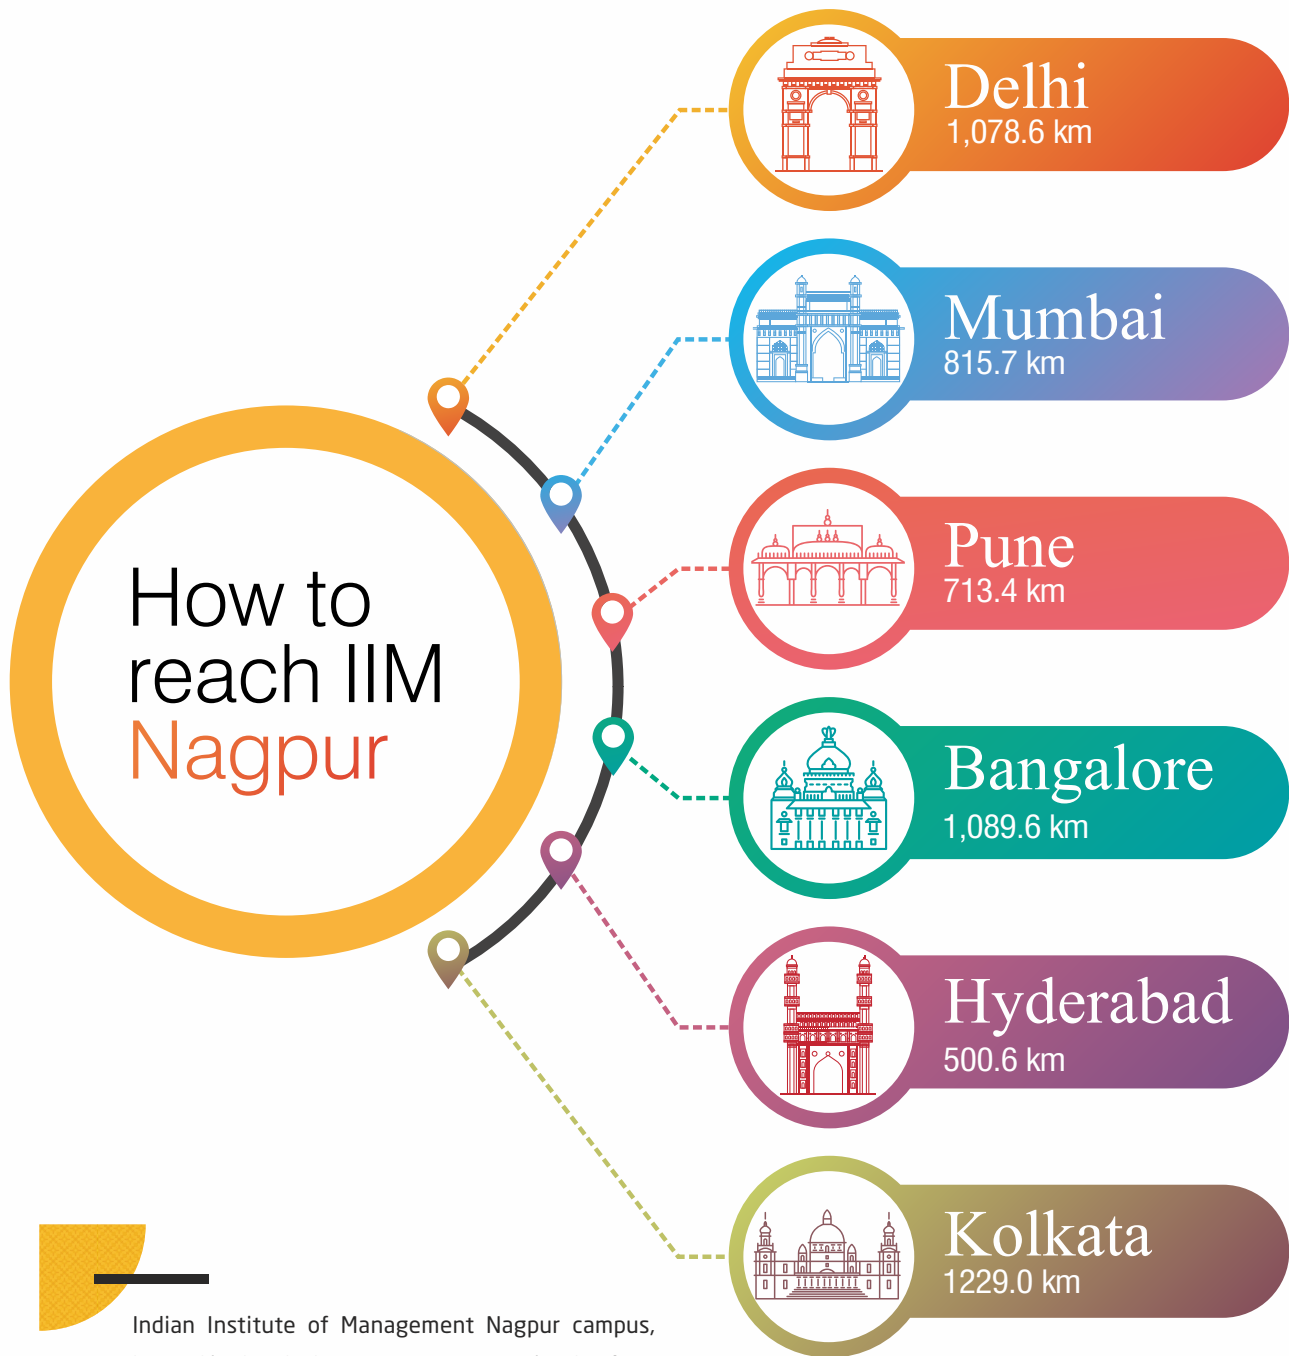 How to
reach IIM
Nagpur
Delhi
1,078.6 km
Mumbai
815.7 km
Pune
713.4 km
Bangalore
1,089.6 km
Hyderabad
500.6 km
Kolkata
1229.0 km
Indian Institute of Management Nagpur campus,